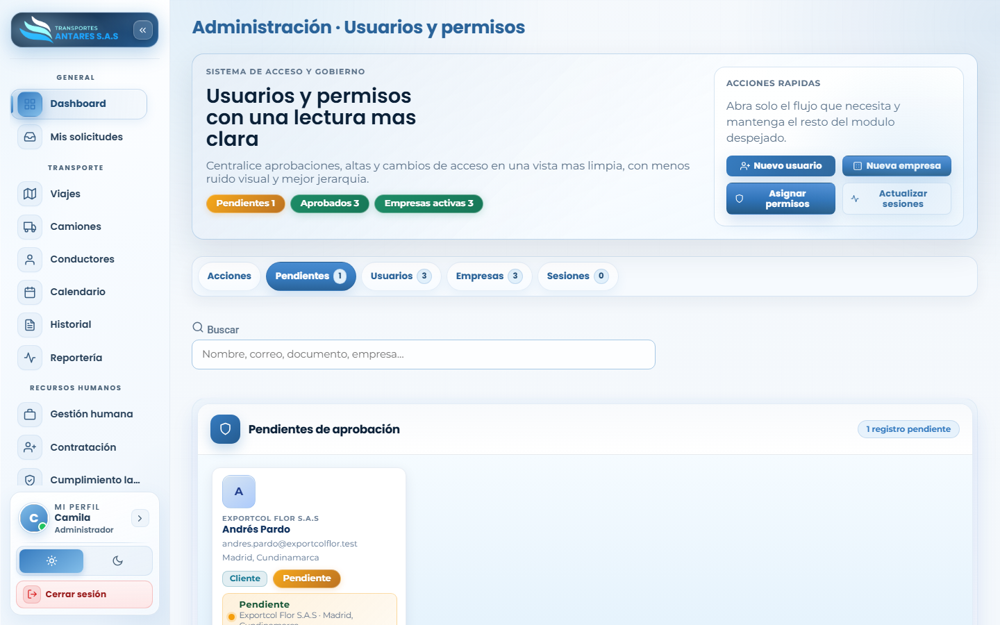 TRANSPORTES
ANTARES S.A.S
GENERAL
Dashboard
Mis solicitudes
TRANSPORTE
Viajes
Camiones
Conductores
Calendario
Historial
Reportería
RECURSOS HUMANOS
Gestión humana
Contratación
Cumplimiento la...
C
MI PERFIL
Camila
Administrador
Cerrar sesión
Administración · Usuarios y permisos
SISTEMA DE ACCESO Y GOBIERNO
Usuarios y permisos
con una lectura mas
clara
Centralice aprobaciones, altas y cambios de acceso en una vista mas limpia, con menos
ruido visual y mejor jerarquia.
Pendientes 1
Aprobados 3
Empresas activas 3
ACCIONES RAPIDAS
Abra solo el flujo que necesita y
mantenga el resto del modulo
despejado.
Nuevo usuario
Nueva empresa
Asignar
permisos
Actualizar
sesiones
Acciones
Pendientes 1
Usuarios 3
Empresas 3
Sesiones 0
Buscar
Nombre, correo, documento, empresa...
Pendientes de aprobación
1 registro pendiente
A
EXPORTCOL FLOR S.A.S
Andrés Pardo
andres.pardo@exportcolflor.test
Madrid, Cundinamarca
Cliente
Pendiente
Pendiente
Exportcol Flor S.A.S · Madrid,
Cundinamarca